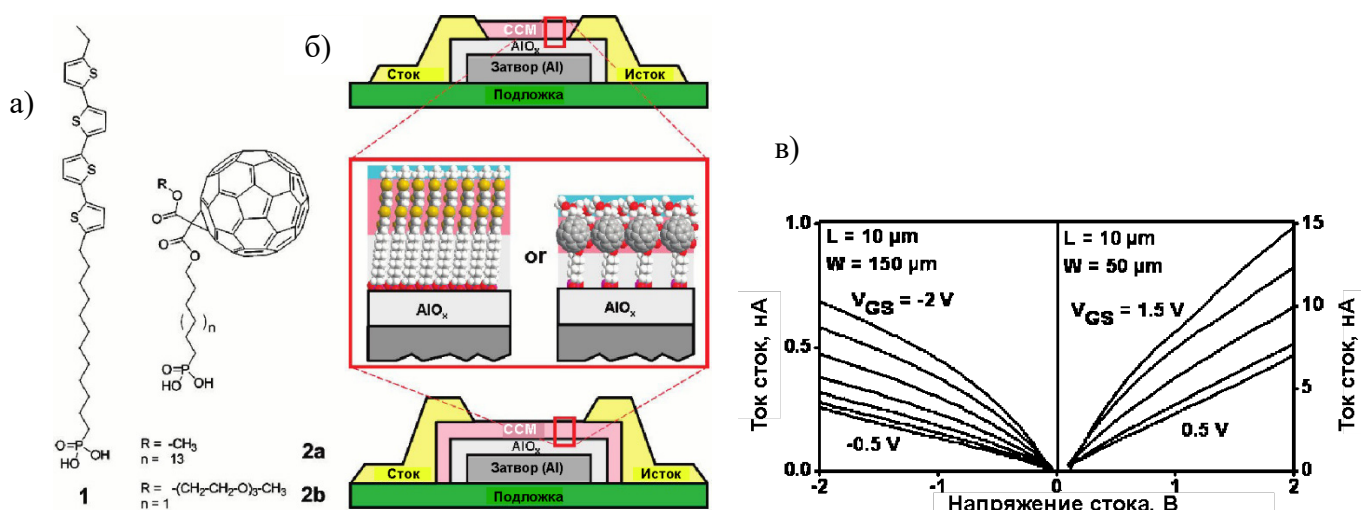 а)
S
S
S
S
O
P
OH
HO
1
R
O
O
O
O
n
O
P
HO
OH
R = -CH₃
n = 13
2a
R = -(CH₂-CH₂-O)₃-CH₃
n = 1
2b
б)
ССМ
AlOₓ
Затвор (Al)
Сток
Исток
Подложка
or
AlOₓ
AlOₓ
ССМ
AlOₓ
Затвор (Al)
Сток
Исток
Подложка
в)
Ток сток, нА
1.0
0.5
0.0
L = 10 µm
W = 150 µm
V_GS = -2 V
-0.5 V
L = 10 µm
W = 50 µm
V_GS = 1.5 V
0.5 V
15
10
5
0
Ток сток, нА
-2
-1
0
1
2
Напряжение стока, В